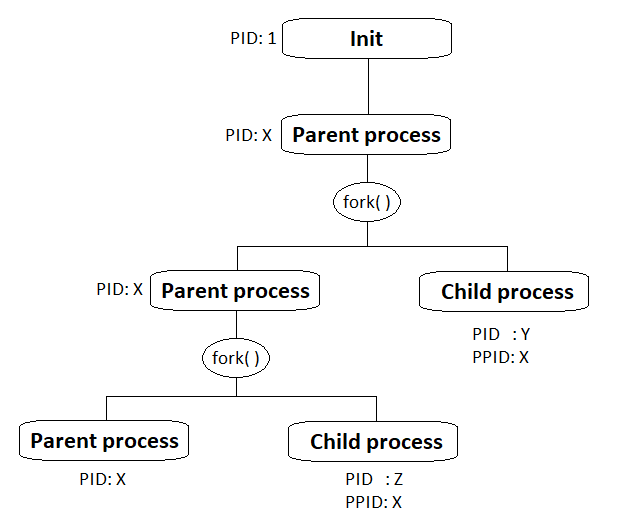 PID: 1
Init
PID: X
Parent process
fork( )
PID: X
Parent process
Child process
PID : Y
PPID: X
fork( )
Parent process
Child process
PID: X
PID : Z
PPID: X